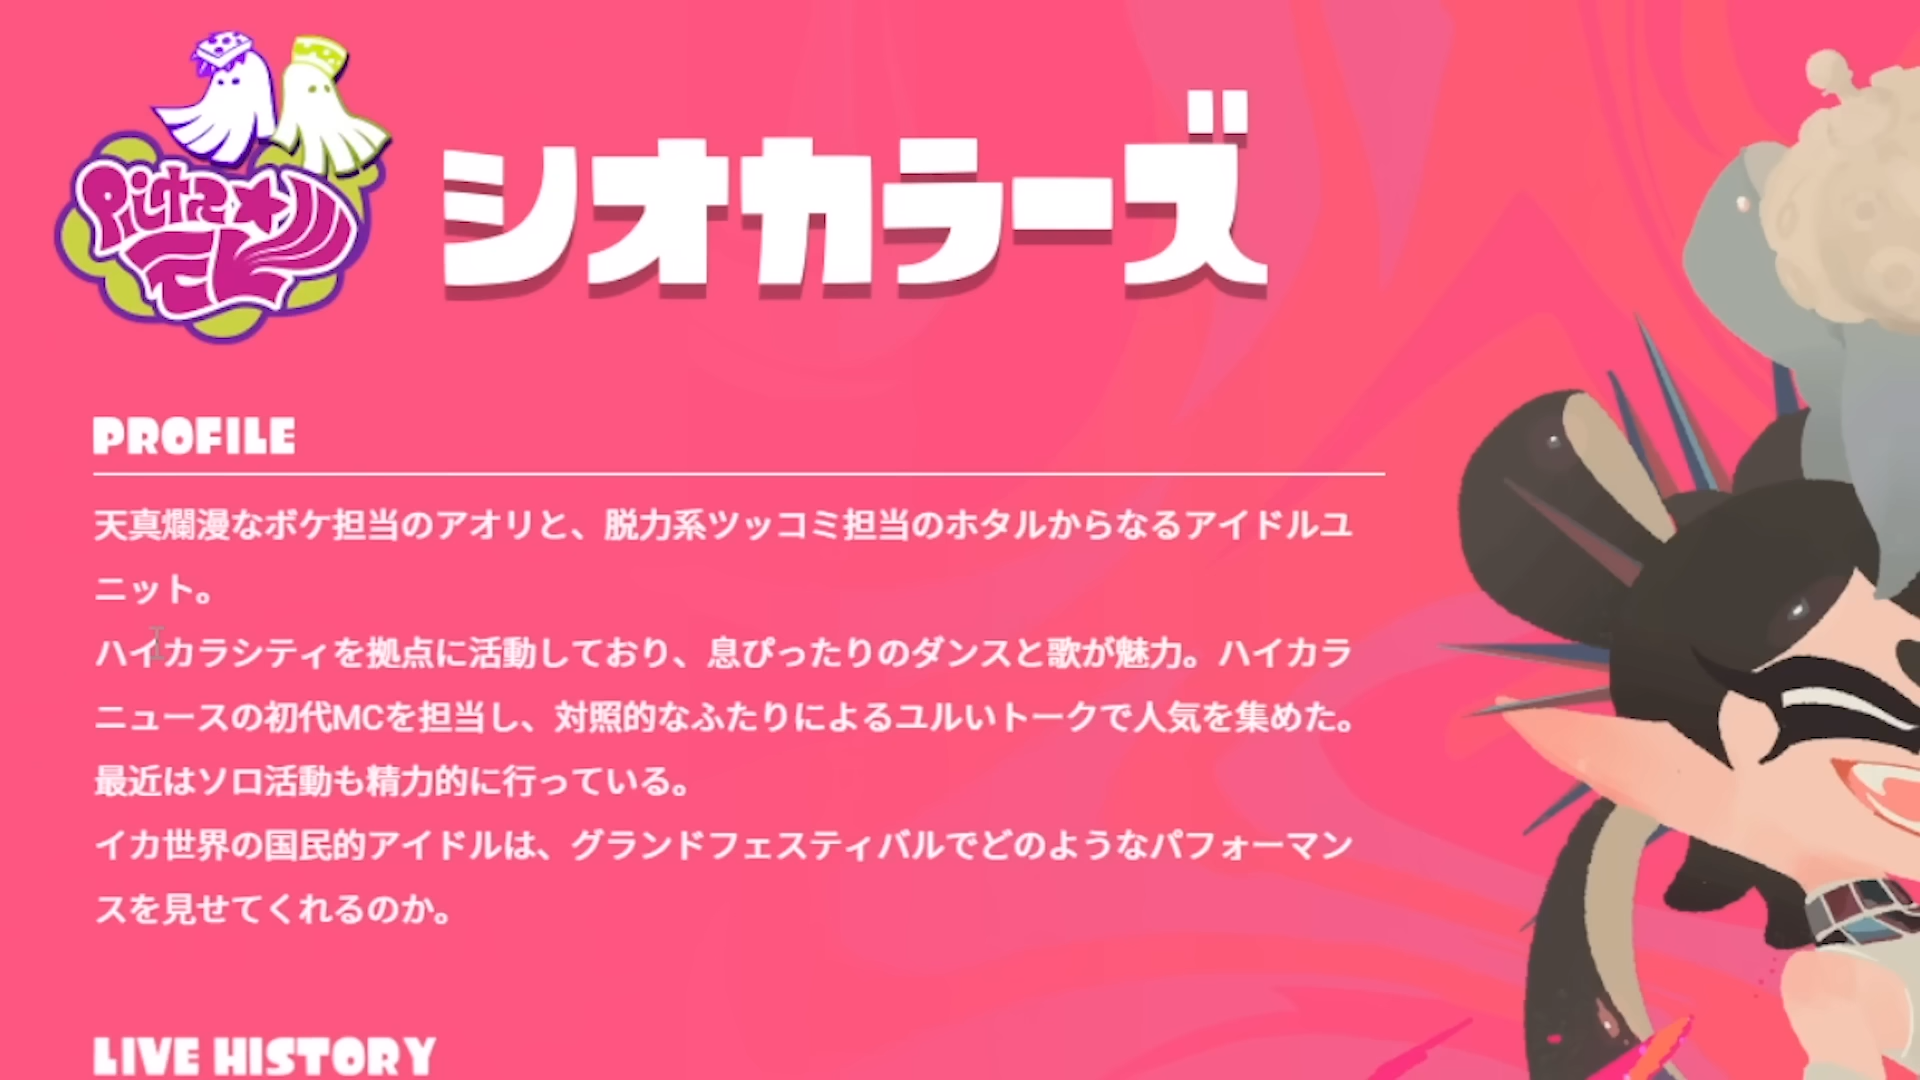 シオカラーズ
PROFILE
天真爛漫なボケ担当のアオリと、脱力系ツッコミ担当のホタルからなるアイドルユ
ニット。
ハイカラシティを拠点に活動しており、息ぴったりのダンスと歌が魅力。ハイカラ
ニュースの初代MCを担当し、対照的なふたりによるユルいトークで人気を集めた。
最近はソロ活動も精力的に行っている。
イカ世界の国民的アイドルは、グランドフェスティバルでどのようなパフォーマン
スを見せてくれるのか。
LIVE HISTORY